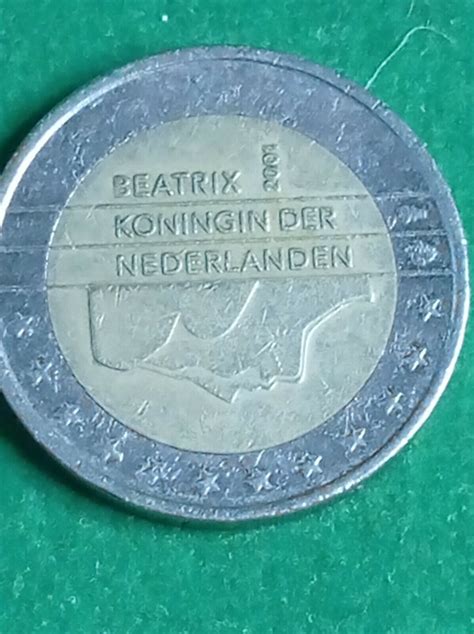 BEATRIX 2001
KONINGIN DER
NEDERLANDEN